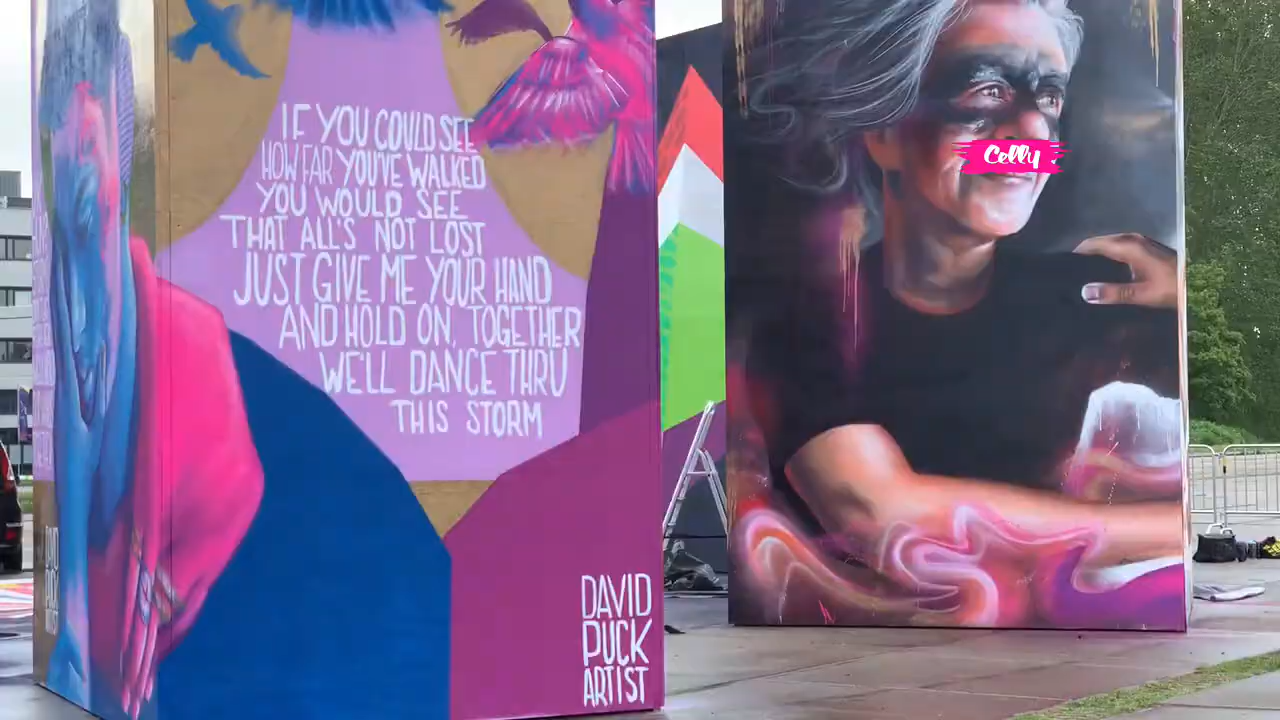 IF YOU COULD SEE
HOW FAR YOU'VE WALKED
YOU WOULD SEE
THAT ALL'S NOT LOST
JUST GIVE ME YOUR HAND
AND HOLD ON, TOGETHER
WE'LL DANCE THRU
THIS STORM
DAVID
PUCK
ARTIST
Celly